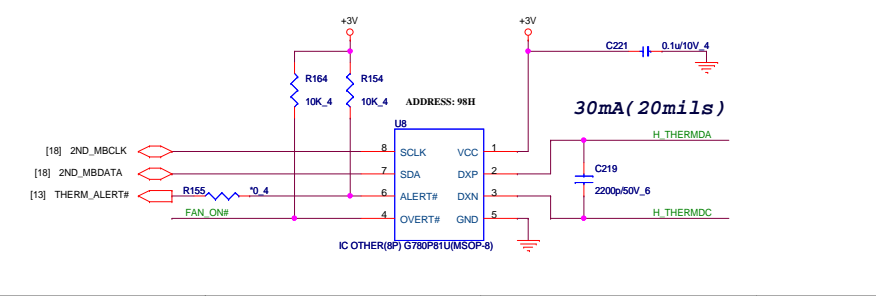 +3V
+3V
C221
0.1u/10V_4
R164
R154
10K_4
10K_4
ADDRESS: 98H
30mA(20mils)
U8
H_THERMDA
[18] 2ND_MBCLK
8
SCLK
VCC
1
[18] 2ND_MBDATA
7
SDA
DXP
2
C219
2200p/50V_6
[13] THERM_ALERT#
R155
*0_4
6
ALERT#
DXN
3
FAN_ON#
4
OVERT#
GND
5
H_THERMDC
IC OTHER(8P) G780P81U(MSOP-8)